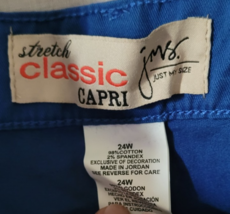 stretch
classic
CAPRI
jms.
JUST MY SIZE
24W
98%COTTON
2% SPANDEX
EXCLUSIVE OF DECORATION
MADE IN JORDAN
SEE REVERSE FOR CARE
24W